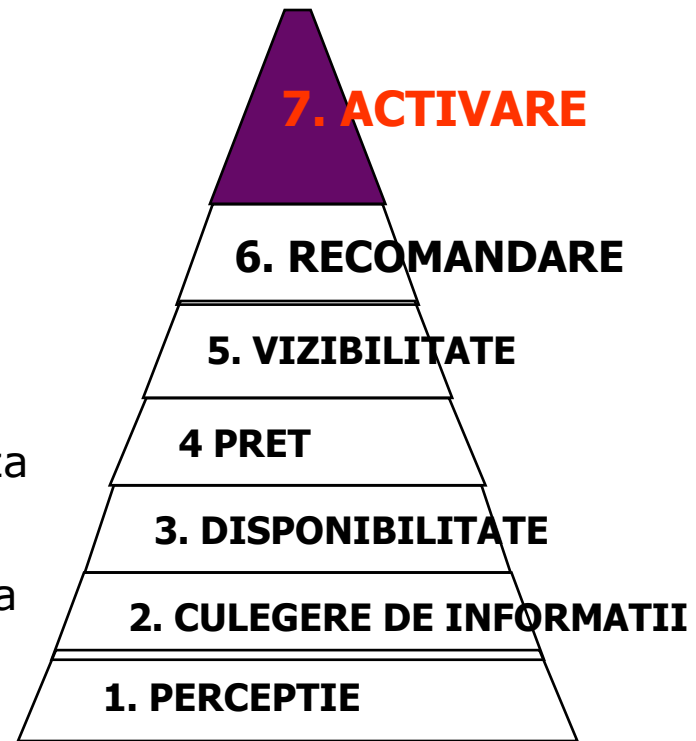 7. ACTIVARE
6. RECOMANDARE
5. VIZIBILITATE
4 PRET
3. DISPONIBILITATE
2. CULEGERE DE INFORMATII
1. PERCEPTIE